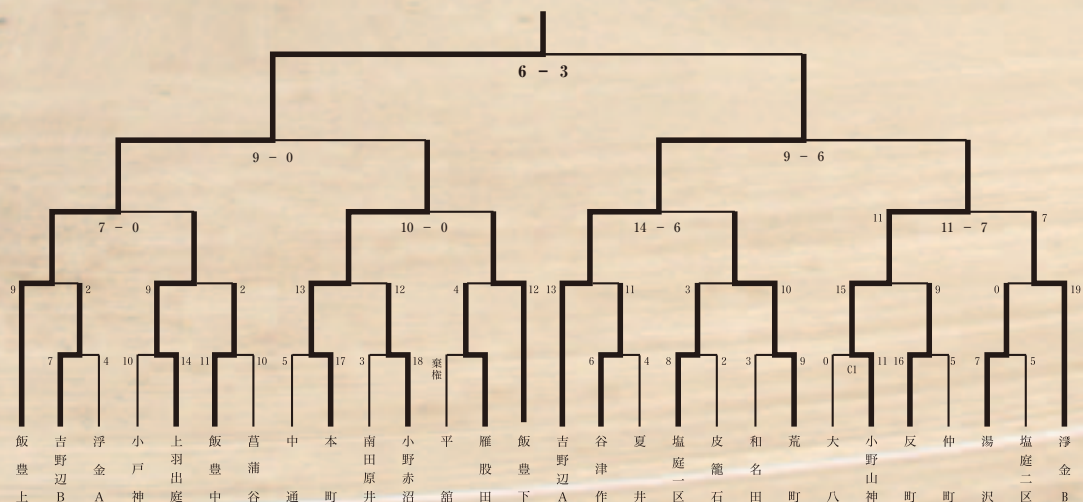 6 − 3
9 − 0
9 − 6
7 − 0
10 − 0
14 − 6
11
11 − 7
7
9
2
9
2
13
12
4
12
13
11
3
10
15
9
0
19
7
4
10
14
11
10
5
17
3
18
棄権
6
4
8
2
3
9
0
C1
11
16
5
7
5
飯豊上
吉野辺B
浮金A
小戸神
上羽出庭
飯豊中
菖蒲谷
中通
本町
南田原井
小野赤沼
平舘
雁股田
飯豊下
吉野辺A
谷津作
夏井
塩庭一区
皮籠石
和名田
荒町
大八
小野山神
反町
仲町
湯沢
塩庭二区
浮金B